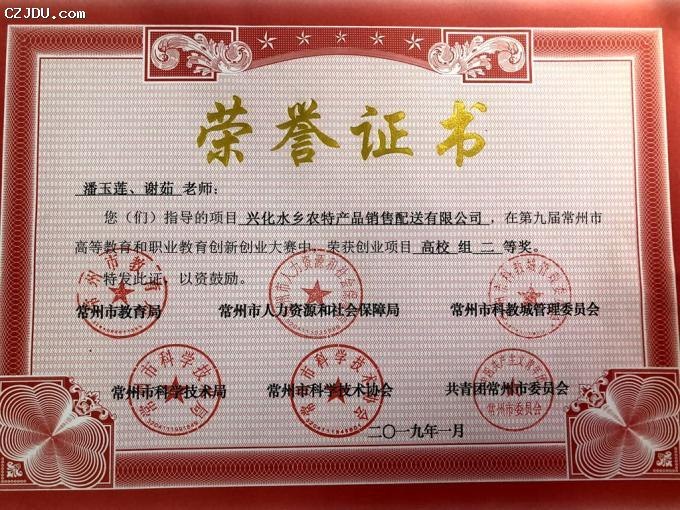 CZJDU.com
荣誉证书
潘玉莲、谢茹 老师：
您（们）指导的项目 兴化水乡农特产品销售配送有限公司，在第九届常州市
高等教育和职业教育创新创业大赛中，荣获创业项目 高校 组 二 等奖。
特发此证，以资鼓励。
常州市教育局 常州市人力资源和社会保障局 常州市科教城管理委员会
常州市科学技术局 常州市科学技术协会 共青团常州市委员会
二〇一九年一月